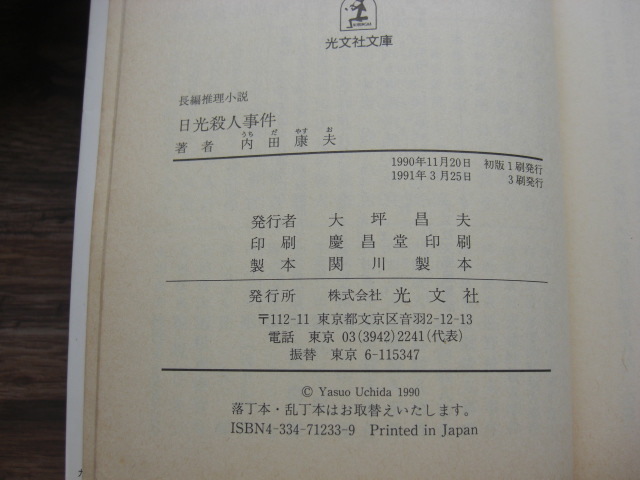 光文社文庫
長編推理小説
日光殺人事件
著者 内田康夫
うちだやすお
1990年11月20日 初版1刷発行
1991年3月25日 3刷発行
発行者 大坪昌夫
印刷 慶昌堂印刷
製本 関川製本
発行所 株式会社 光文社
〒112-11 東京都文京区音羽2-12-13
電話 東京 03(3942)2241(代表)
振替 東京 6-115347
© Yasuo Uchida 1990
落丁本・乱丁本はお取替えいたします。
ISBN4-334-71233-9 Printed in Japan